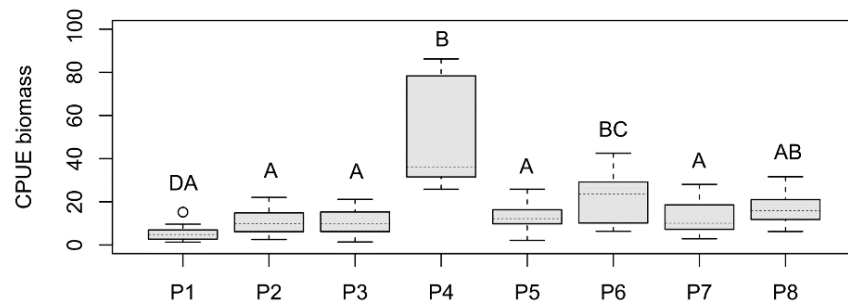 100
80
60
40
20
0
CPUE biomass
DA
A
A
B
A
BC
A
AB
P1 P2 P3 P4 P5 P6 P7 P8